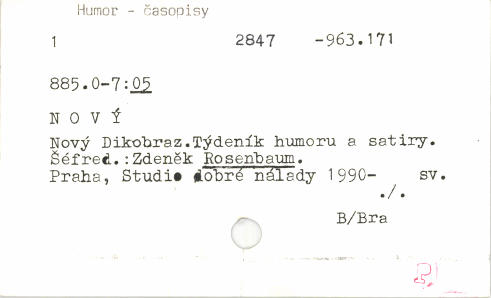 Humor - časopisy
1 2847 -963.171
885.0-7:05
N O V Ý
Nový Dikobraz.Týdeník humoru a satiry.
Šéfred.:Zdeněk Rosenbaum.
Praha, Studio dobré nálady 1990- sv.
./.
B/Bra